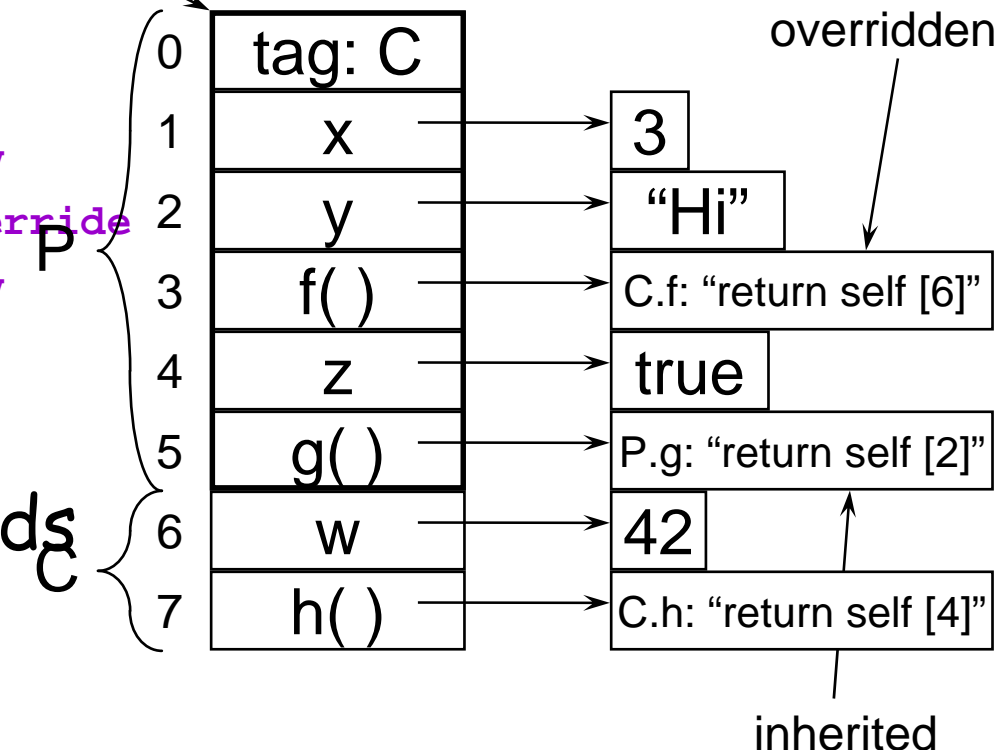 overridden
0 tag: C
1 x 3
2 y “Hi”
P
3 f( ) C.f: “return self [6]”
4 z true
5 g( ) P.g: “return self [2]”
6 w 42
C
7 h( ) C.h: “return self [4]”
inherited